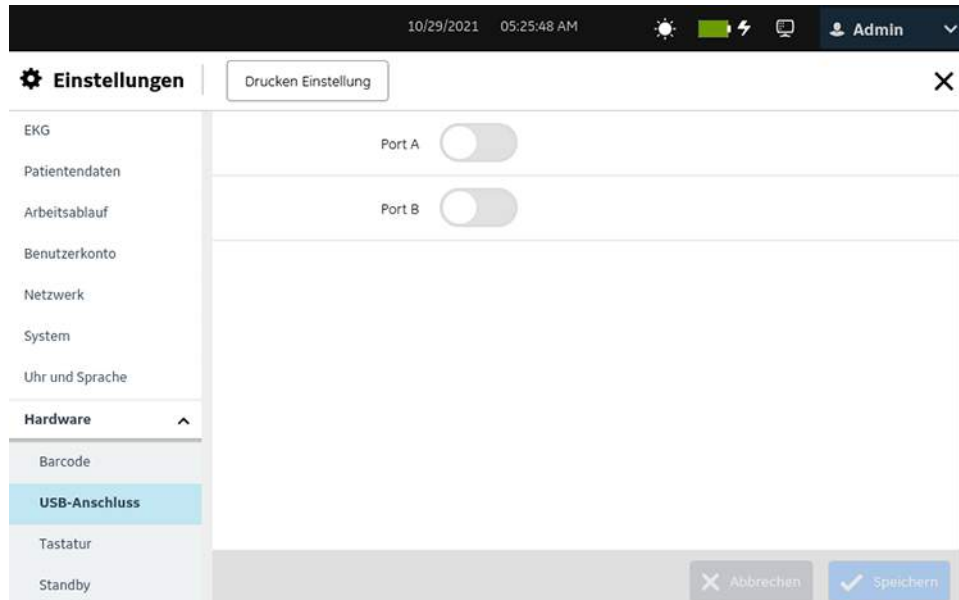 10/29/2021 05:25:48 AM Admin
Einstellungen Drucken Einstellung
EKG
Patientendaten
Arbeitsablauf
Benutzerkonto
Netzwerk
System
Uhr und Sprache
Hardware
Barcode
USB-Anschluss
Tastatur
Standby
Port A
Port B
Abbrechen Speichern